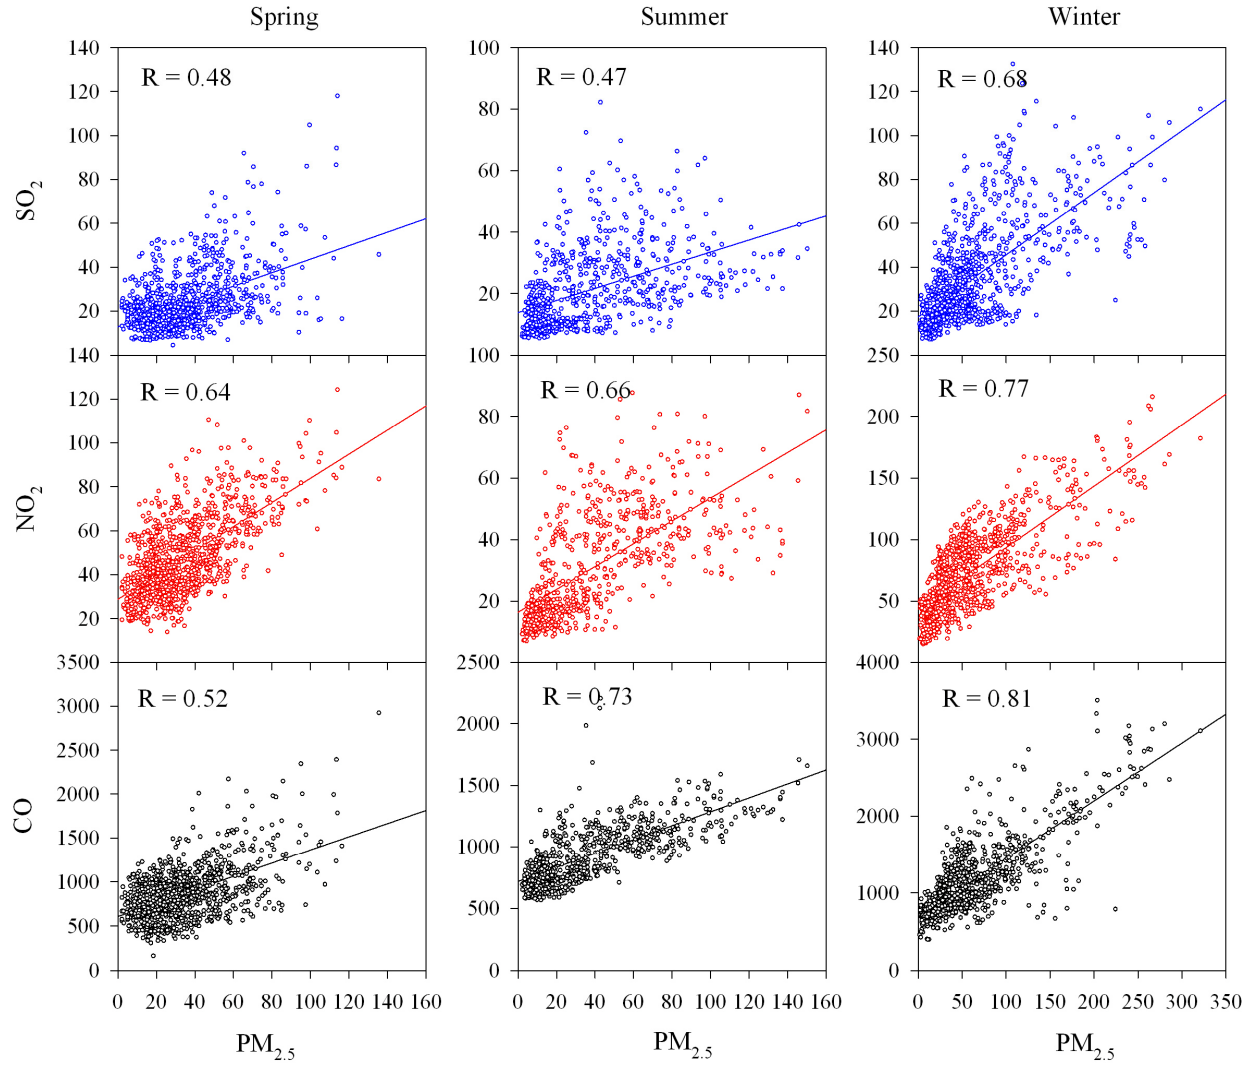 Spring Summer Winter
140 100 140
R = 0.48 R = 0.47 R = 0.68
120 80 120
100 100
80 60 80
SO2
60 40 60
40 40
20 20 20
140 100 250
R = 0.64 R = 0.66 R = 0.77
120 80 200
100
80 60 150
NO2
60 40 100
40
20 20 50
3500 2500 4000
R = 0.52 R = 0.73 R = 0.81
3000 2000 3000
2500
2000 1500 2000
CO
1500 1000
1000 500 1000
500
0 0 0
0 20 40 60 80 100 120 140 160 0 20 40 60 80 100 120 140 160 0 50 100 150 200 250 300 350
PM2.5 PM2.5 PM2.5